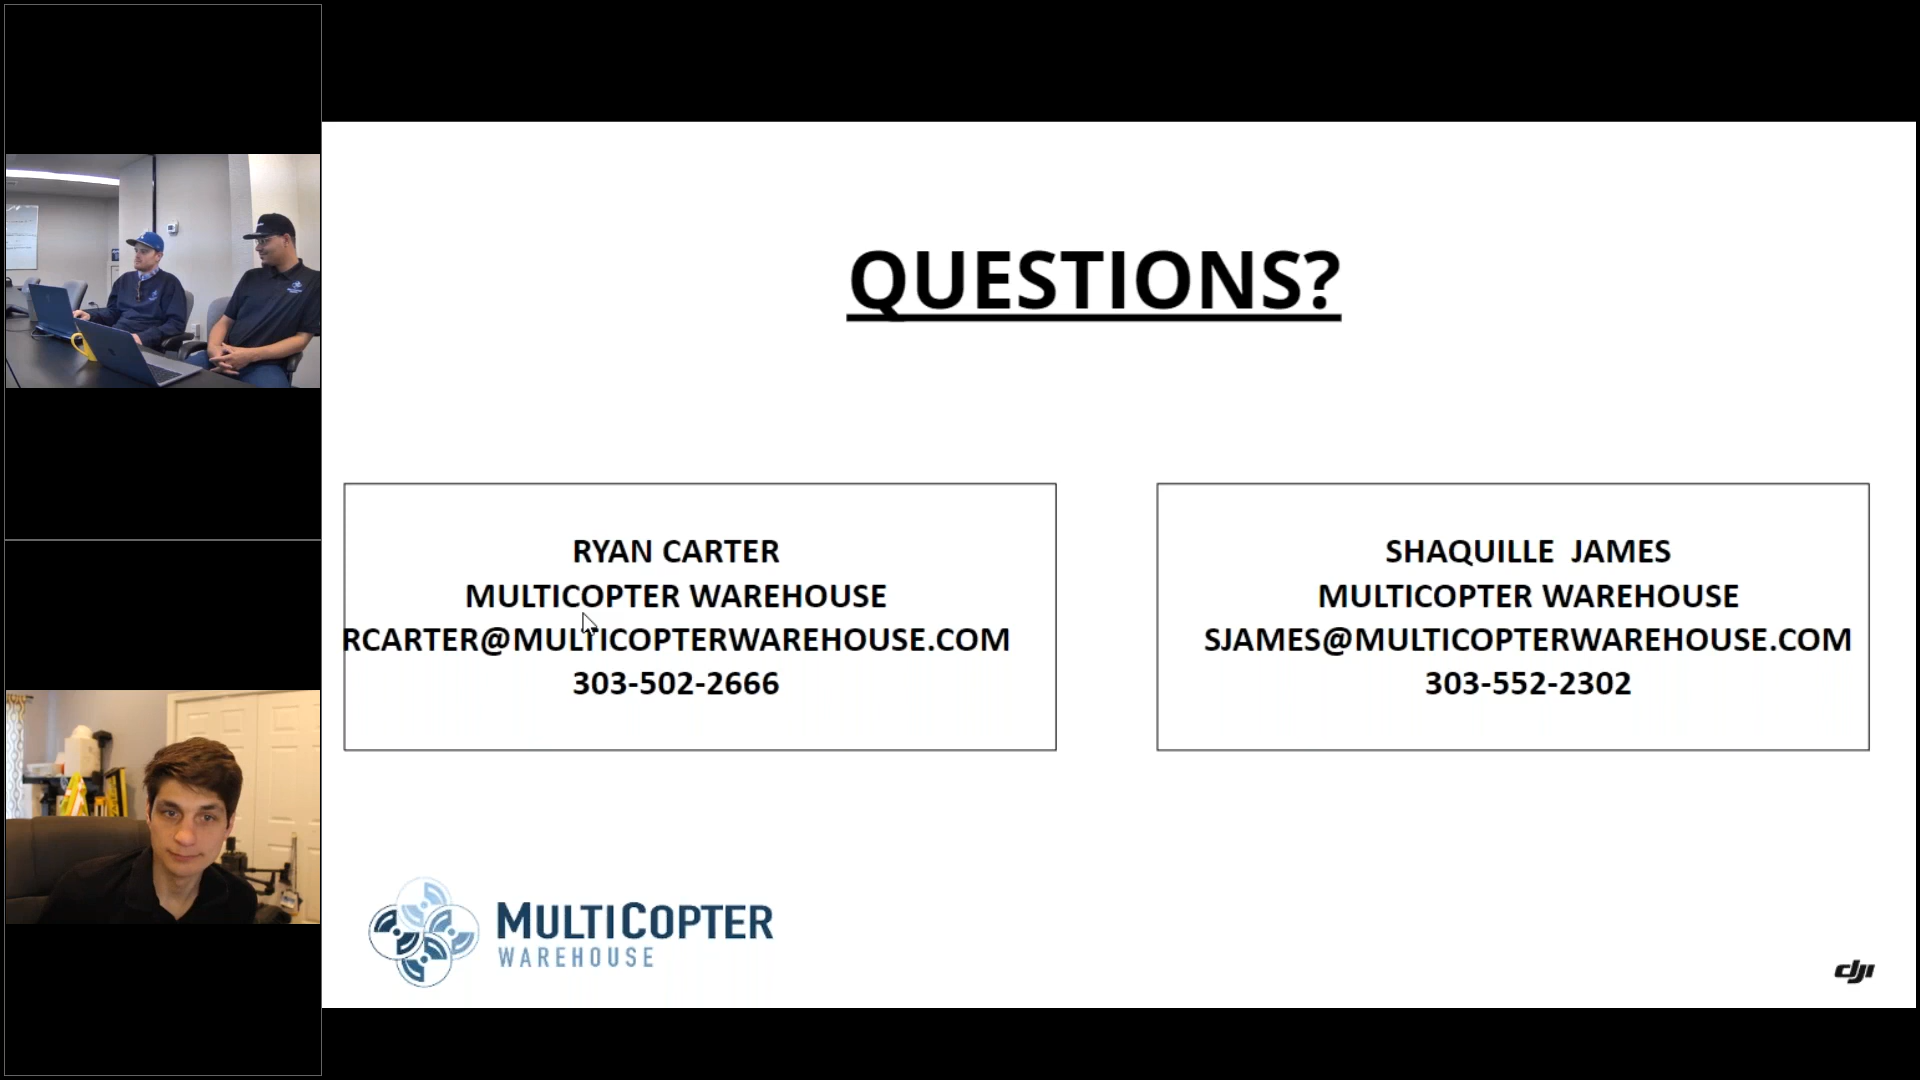 QUESTIONS?
RYAN CARTER
MULTICOPTER WAREHOUSE
RCARTER@MULTICOPTERWAREHOUSE.COM
303-502-2666
SHAQUILLE JAMES
MULTICOPTER WAREHOUSE
SJAMES@MULTICOPTERWAREHOUSE.COM
303-552-2302
MULTICOPTER
WAREHOUSE
dji